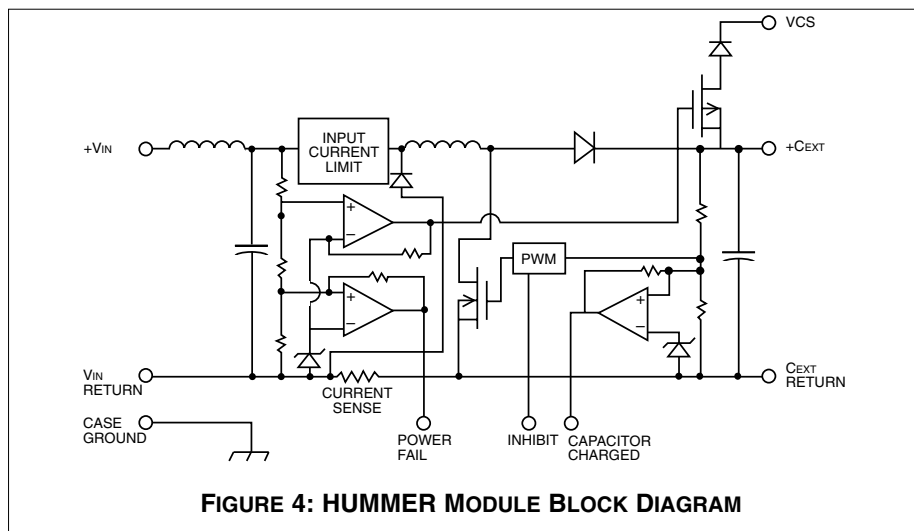 VCS
+VIN
INPUT
CURRENT
LIMIT
+CEXT
+
−
PWM
+
−
+
−
VIN
RETURN
CURRENT
SENSE
CEXT
RETURN
CASE
GROUND
POWER
FAIL
INHIBIT
CAPACITOR
CHARGED
FIGURE 4: HUMMER MODULE BLOCK DIAGRAM